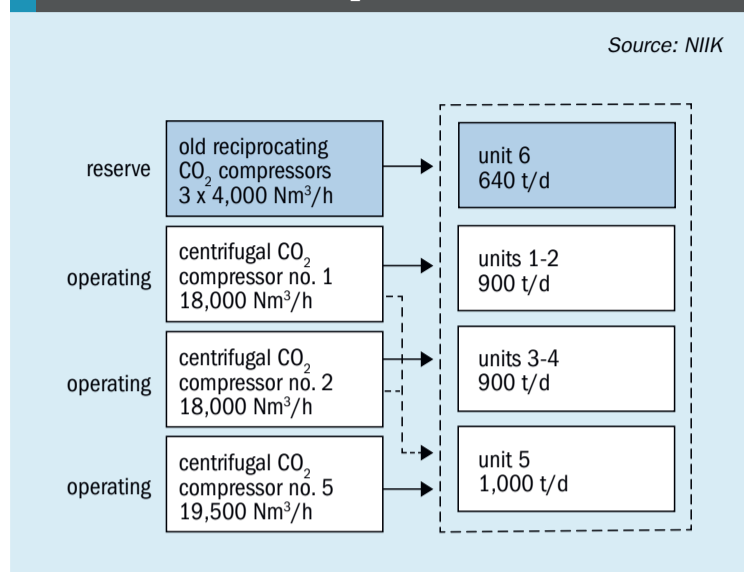 Source: NIIK
reserve
old reciprocating
CO₂ compressors
3 x 4,000 Nm³/h
unit 6
640 t/d
operating
centrifugal CO₂
compressor no. 1
18,000 Nm³/h
units 1-2
900 t/d
operating
centrifugal CO₂
compressor no. 2
18,000 Nm³/h
units 3-4
900 t/d
operating
centrifugal CO₂
compressor no. 5
19,500 Nm³/h
unit 5
1,000 t/d